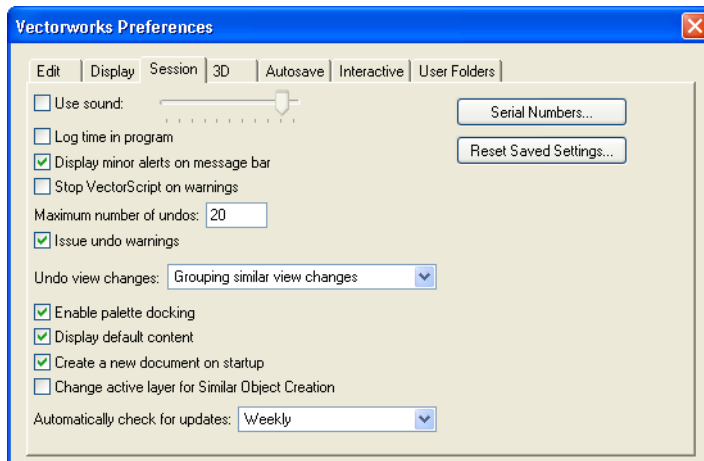 Vectorworks Preferences
Edit Display Session 3D Autosave Interactive User Folders
Use sound:
Serial Numbers...
Log time in program
Reset Saved Settings...
Display minor alerts on message bar
Stop VectorScript on warnings
Maximum number of undos: 20
Issue undo warnings
Undo view changes: Grouping similar view changes
Enable palette docking
Display default content
Create a new document on startup
Change active layer for Similar Object Creation
Automatically check for updates: Weekly